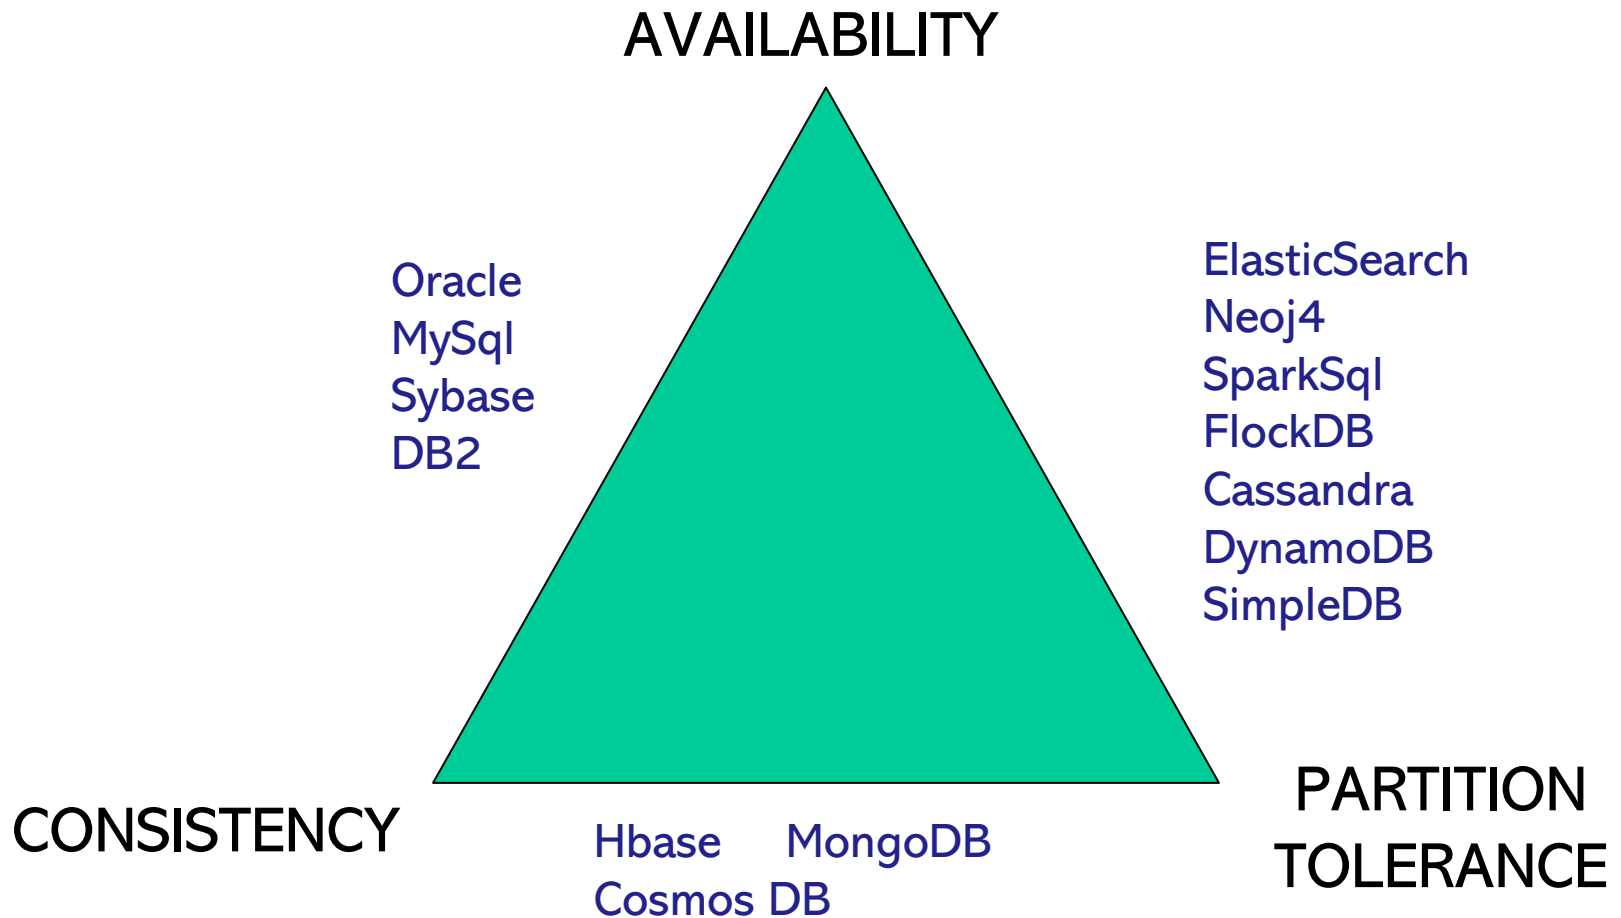 AVAILABILITY
Oracle
MySql
Sybase
DB2
ElasticSearch
Neoj4
SparkSql
FlockDB
Cassandra
DynamoDB
SimpleDB
CONSISTENCY
Hbase MongoDB
Cosmos DB
PARTITION
TOLERANCE